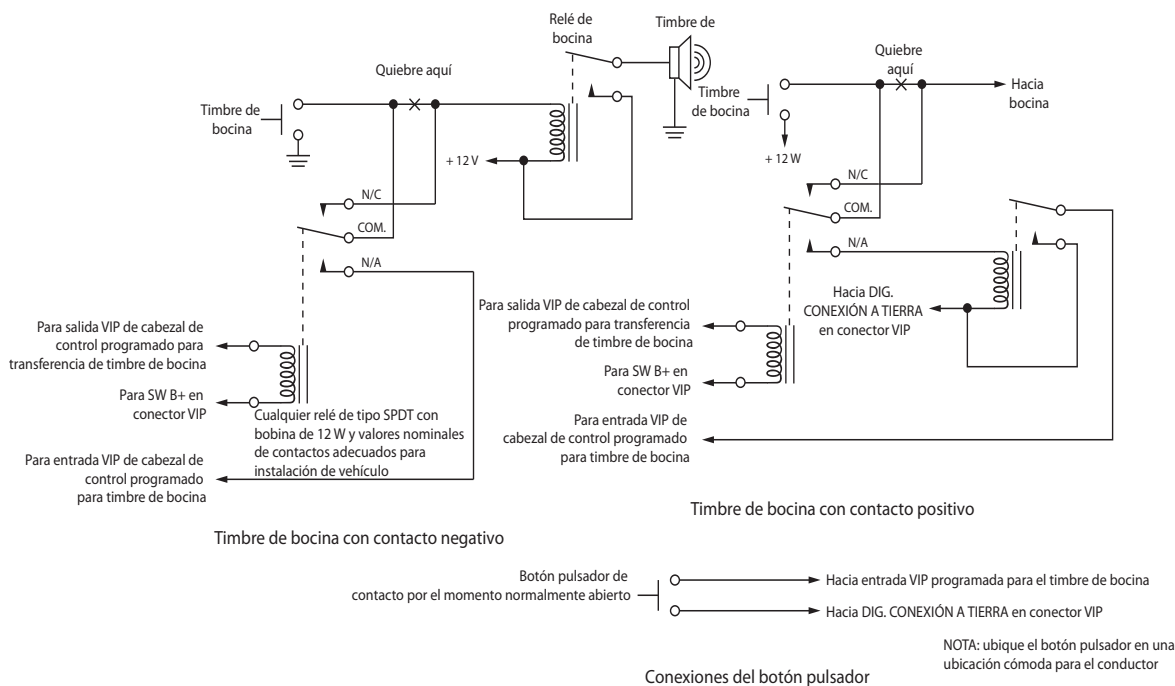 Relé de
bocina
Timbre de
Quiebre aquí
Timbre de
bocina
+ 12 V
N/C
COM.
N/A
Para salida VIP de cabezal de
control programado para
transferencia de timbre de bocina
Para SW B+ en
conector VIP
Cualquier relé de tipo SPDT con
bobina de 12 W y valores nominales
de contactos adecuados para
instalación de vehículo
Para entrada VIP de cabezal de
control programado
para timbre de bocina
Timbre de bocina con contacto negativo
Quiebre
aquí
Hacia
bocina
Timbre
de bocina
+ 12 W
N/C
COM.
N/A
Hacia DIG.
CONEXIÓN A TIERRA
en conector VIP
Para salida VIP de cabezal de control
programado para transferencia
de timbre de bocina
Para SW B+ en
conector VIP
Para entrada VIP de
cabezal de control programado
para timbre de bocina
Timbre de bocina con contacto positivo
Botón pulsador de
contacto por el momento normalmente abierto
Hacia entrada VIP programada para el timbre de bocina
Hacia DIG. CONEXIÓN A TIERRA en conector VIP
NOTA: ubique el botón pulsador en una
ubicación cómoda para el conductor
Conexiones del botón pulsador